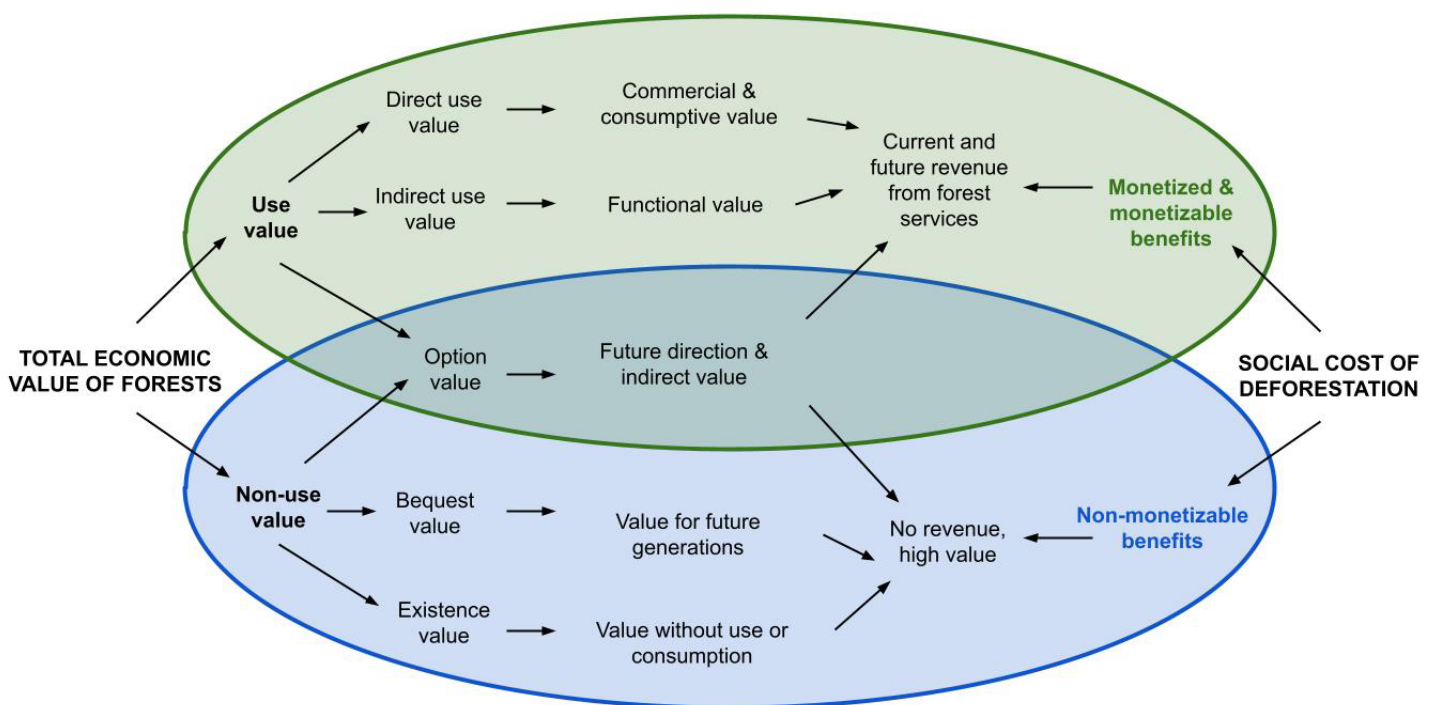 Direct use
value
Commercial &
consumptive value
Current and
future revenue
from forest
services
Use
value
Indirect use
value
Functional value
Monetized &
monetizable
benefits
TOTAL ECONOMIC
VALUE OF FORESTS
Option
value
Future direction &
indirect value
SOCIAL COST OF
DEFORESTATION
Non-use
value
Bequest
value
Value for future
generations
No revenue,
high value
Non-monetizable
benefits
Existence
value
Value without use or
consumption